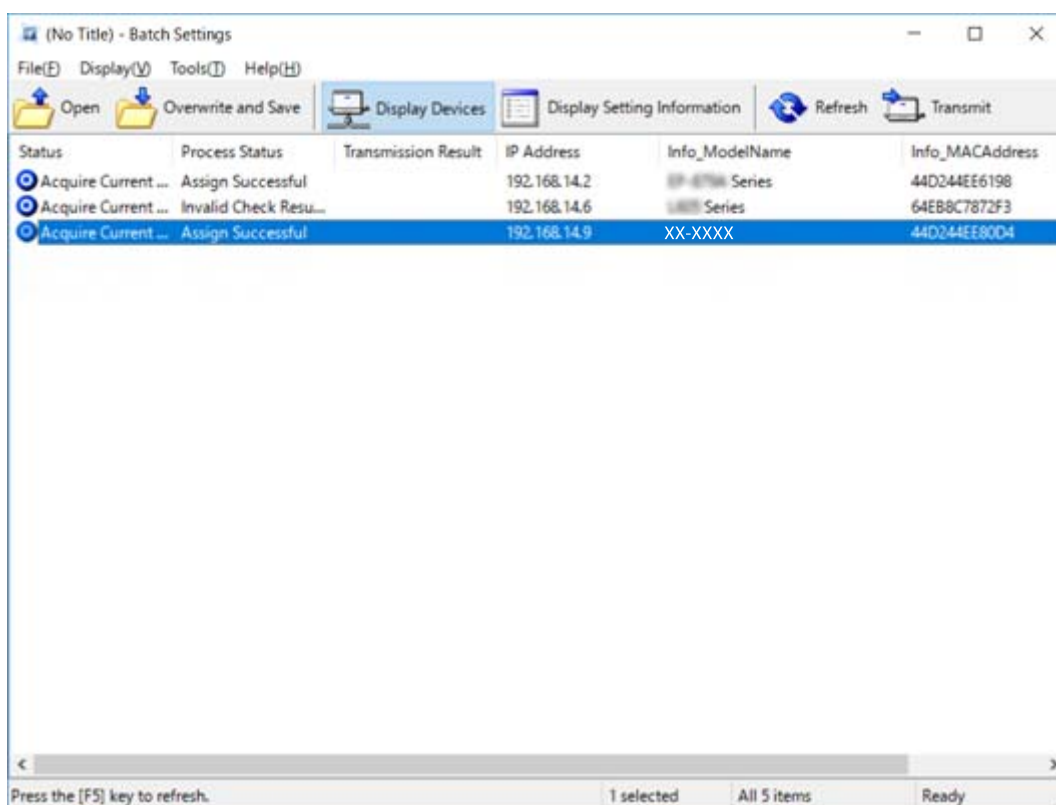 (No Title) - Batch Settings
File(F) Display(V) Tools(T) Help(H)
Open Overwrite and Save Display Devices Display Setting Information Refresh Transmit
Status Process Status Transmission Result IP Address Info_ModelName Info_MACAddress
Acquire Current ... Assign Successful 192.168.14.2 Series 44D244EE6198
Acquire Current ... Invalid Check Resu... 192.168.14.6 Series 64EB8C7872F3
Acquire Current ... Assign Successful 192.168.14.9 XX-XXXX 44D244EE80D4
Press the [F5] key to refresh. 1 selected All 5 items Ready